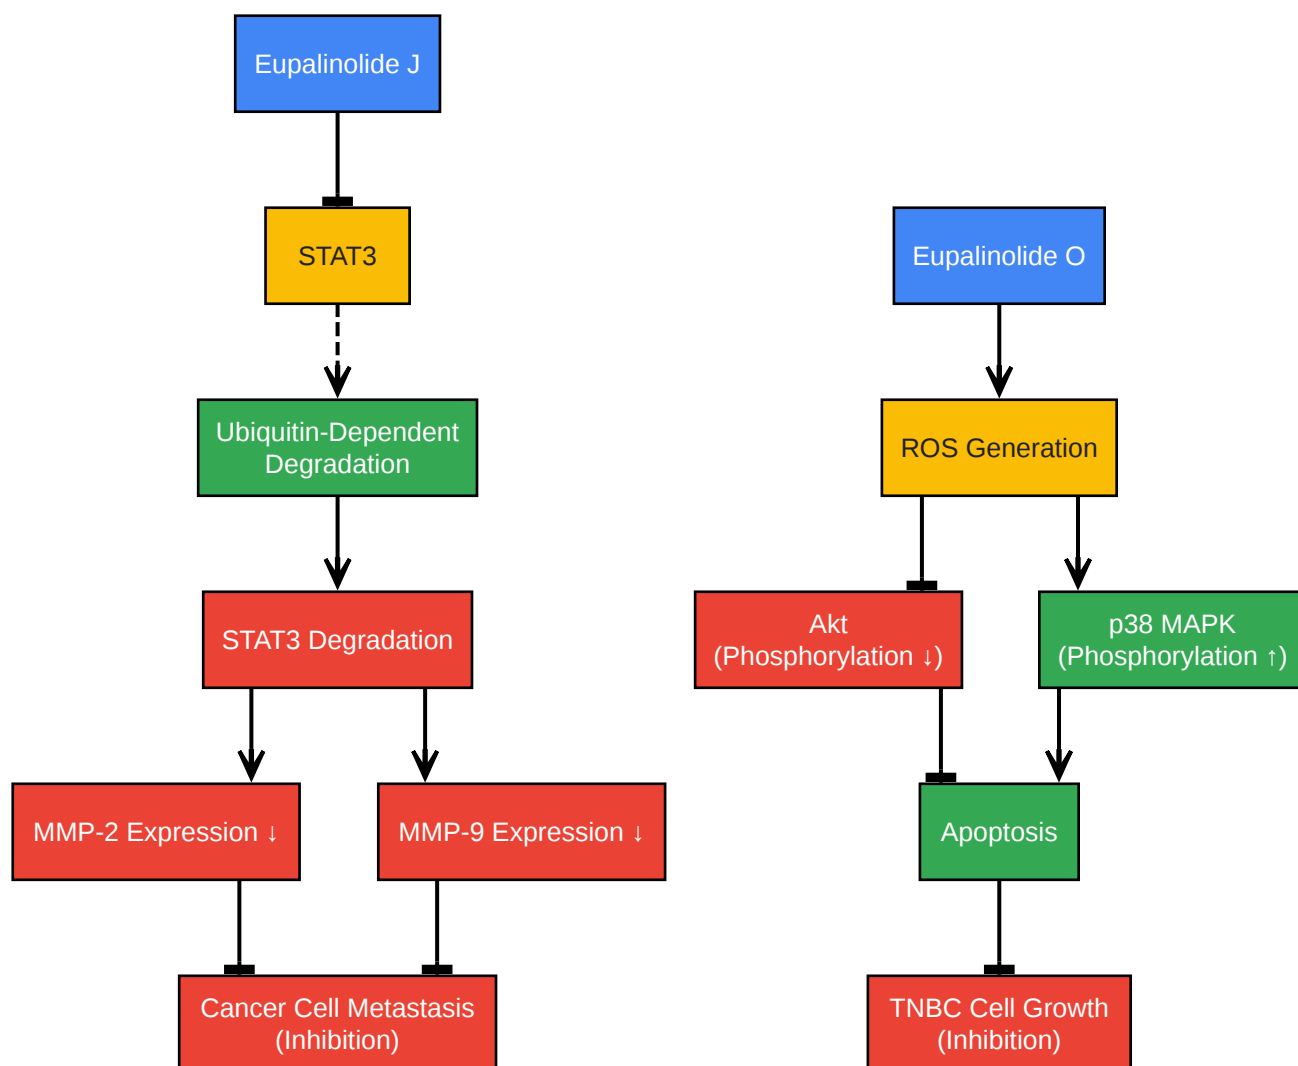 Eupalinolide J
STAT3
Ubiquitin-Dependent
Degradation
STAT3 Degradation
MMP-2 Expression ↓
MMP-9 Expression ↓
Cancer Cell Metastasis
(Inhibition)
Eupalinolide O
ROS Generation
Akt
(Phosphorylation ↓)
p38 MAPK
(Phosphorylation ↑)
Apoptosis
TNBC Cell Growth
(Inhibition)